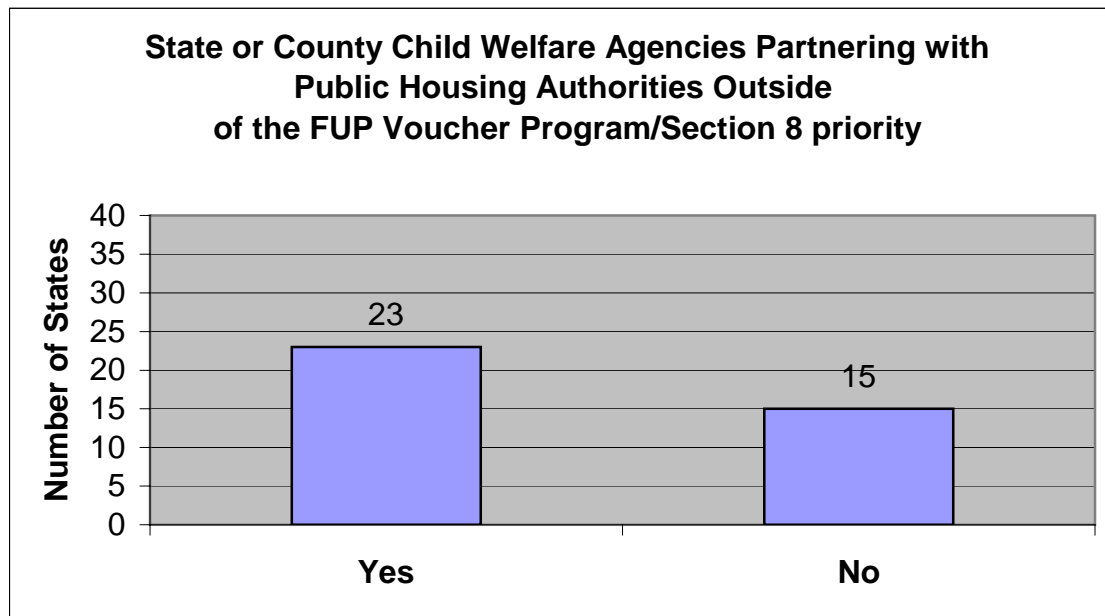 State or County Child Welfare Agencies Partnering with
Public Housing Authorities Outside
of the FUP Voucher Program/Section 8 priority
Number of States
40
35
30
25
20
15
10
5
0
23
15
Yes
No